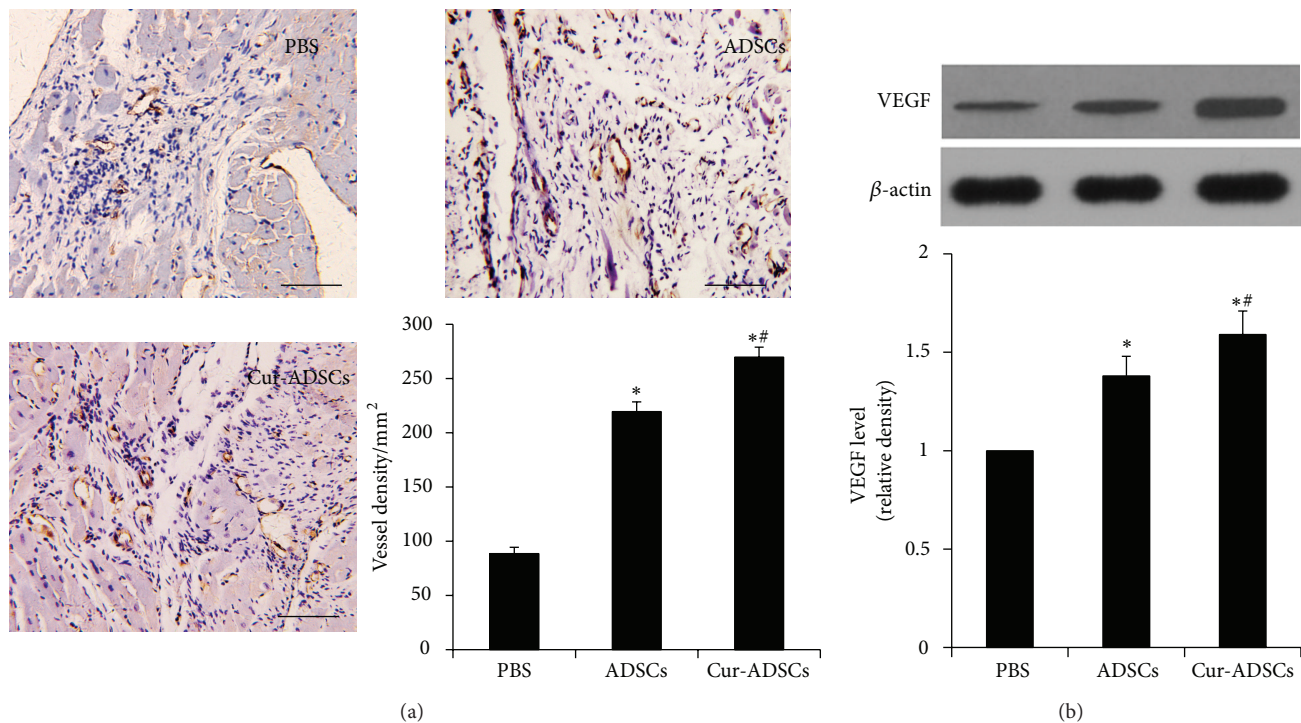 PBS
ADSCs
Cur-ADSCs
Vessel density/mm²
300
250
200
150
100
50
0
*
*#
PBS
ADSCs
Cur-ADSCs
(a)
VEGF
β-actin
VEGF level
(relative density)
2
1.5
1
0.5
0
*
*#
PBS
ADSCs
Cur-ADSCs
(b)